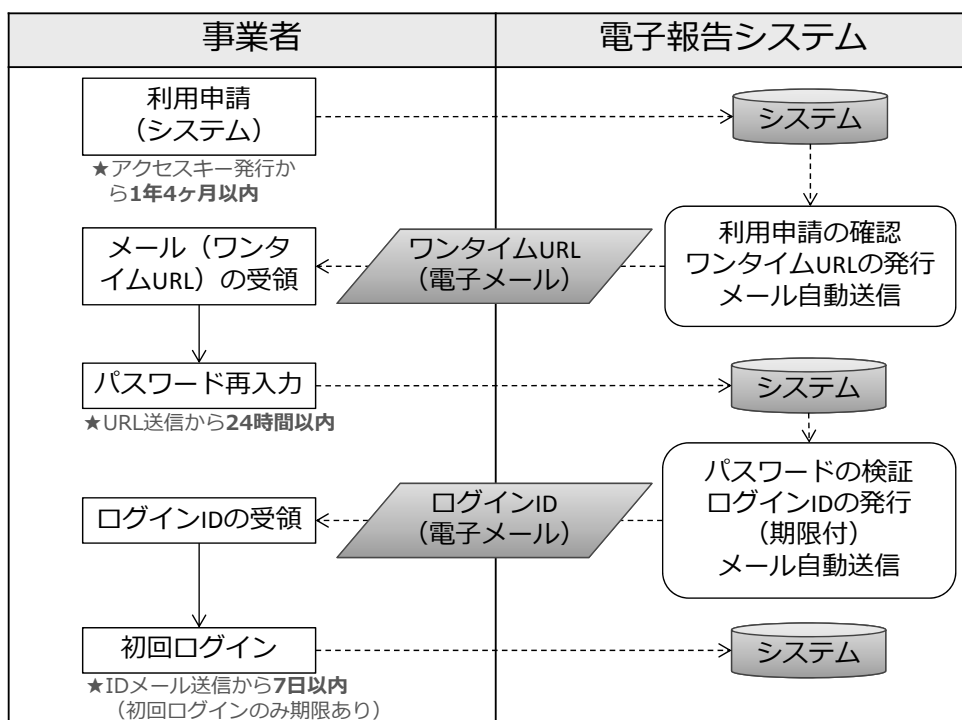 事業者
電子報告システム
利用申請
（システム）
システム
★アクセスキー発行か
ら1年4ヶ月以内
メール（ワンタ
イムURL）の受領
ワンタイムURL
（電子メール）
利用申請の確認
ワンタイムURLの発行
メール自動送信
パスワード再入力
システム
★URL送信から24時間以内
ログインIDの受領
ログインID
（電子メール）
パスワードの検証
ログインIDの発行
（期限付）
メール自動送信
初回ログイン
システム
★IDメール送信から7日以内
（初回ログインのみ期限あり）